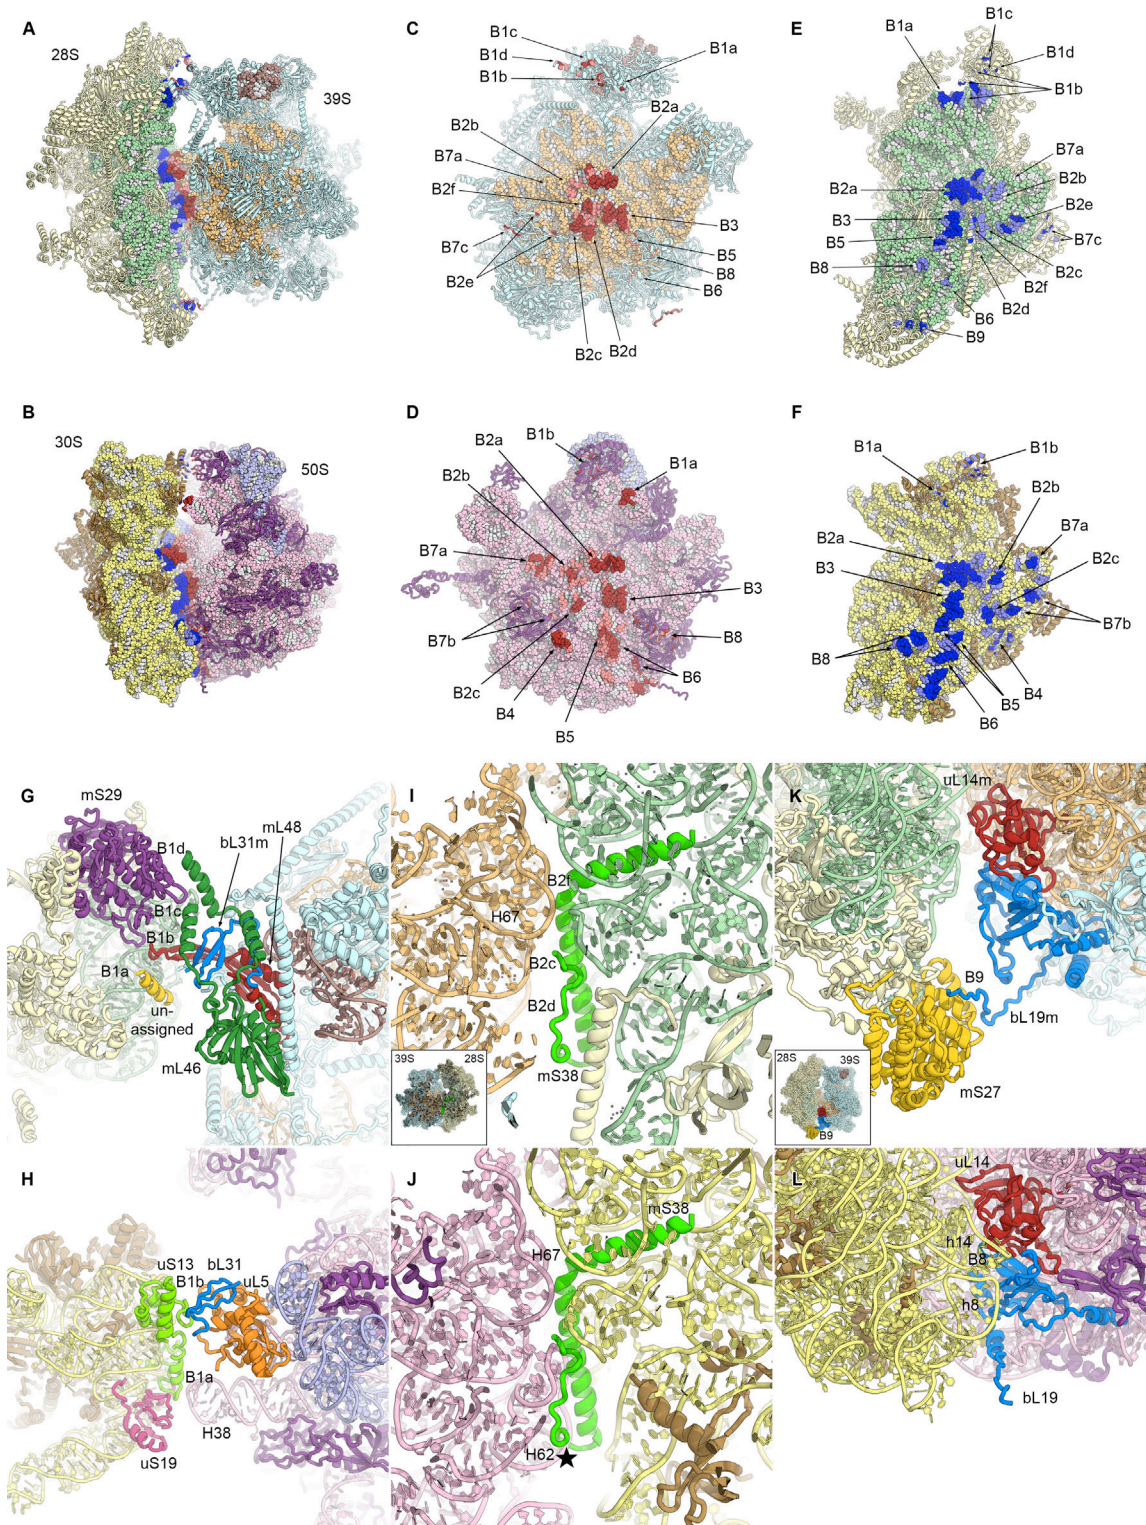 A
28S
39S
C
B1c
B1d
B1b
B1a
B2a
B2b
B7a
B2f
B7c
B2e
B3
B5
B8
B6
B2c
B2d
E
B1c
B1a
B1d
B1b
B7a
B2a
B2b
B3
B2e
B5
B7c
B8
B2c
B2f
B6
B2d
B9
B
30S
50S
D
B2a
B1b
B1a
B2b
B7a
B3
B7b
B8
B2c
B6
B4
B5
F
B1a
B1b
B2b
B2a
B7a
B3
B2c
B7b
B8
B4
B5
B6
G
mS29
mL48
bL31m
B1d
B1c
B1b
B1a
un-
assigned
mL46
I
B2f
H67
B2c
B2d
mS38
39S
28S
K
uL14m
B9
bL19m
mS27
28S
39S
B9
H
uS13
bL31
B1b
uL5
B1a
H38
uS19
J
mS38
H67
H62
L
uL14
h14
B8
h8
bL19